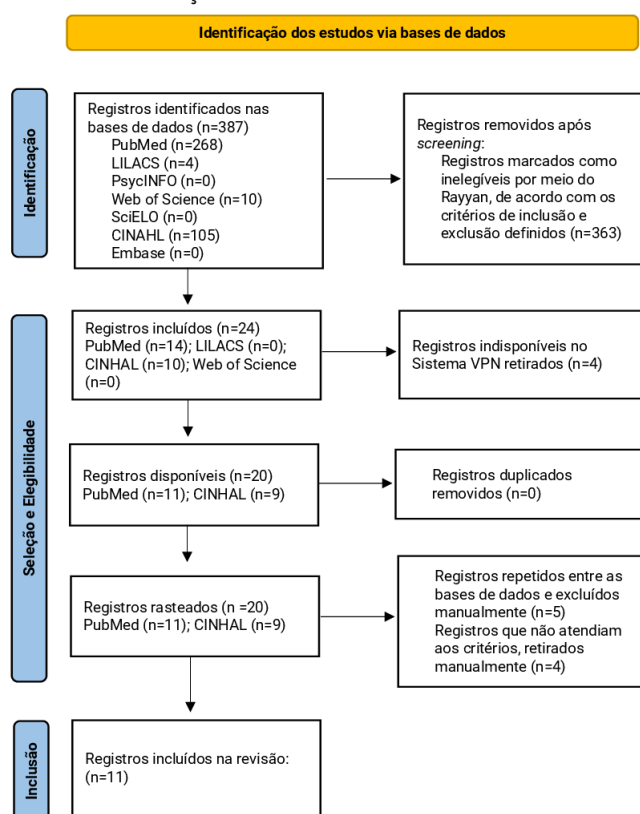 Identificação dos estudos via bases de dados
Identificação
Registros identificados nas
bases de dados (n=387)
PubMed (n=268)
LILACS (n=4)
PsycINFO (n=0)
Web of Science (n=10)
SciELO (n=0)
CINAHL (n=105)
Embase (n=0)
Registros removidos após
screening:
Registros marcados como
inelegíveis por meio do
Rayyan, de acordo com os
critérios de inclusão e
exclusão definidos (n=363)
Seleção e Elegibilidade
Registros incluídos (n=24)
PubMed (n=14); LILACS (n=0);
CINHAL (n=10); Web of Science
(n=0)
Registros indisponíveis no
Sistema VPN retirados (n=4)
Registros disponíveis (n=20)
PubMed (n=11); CINHAL (n=9)
Registros duplicados
removidos (n=0)
Registros rasteados (n =20)
PubMed (n=11); CINHAL (n=9)
Registros repetidos entre as
bases de dados e excluídos
manualmente (n=5)
Registros que não atendiam
aos critérios, retirados
manualmente (n=4)
Inclusão
Registros incluídos na revisão:
(n=11)